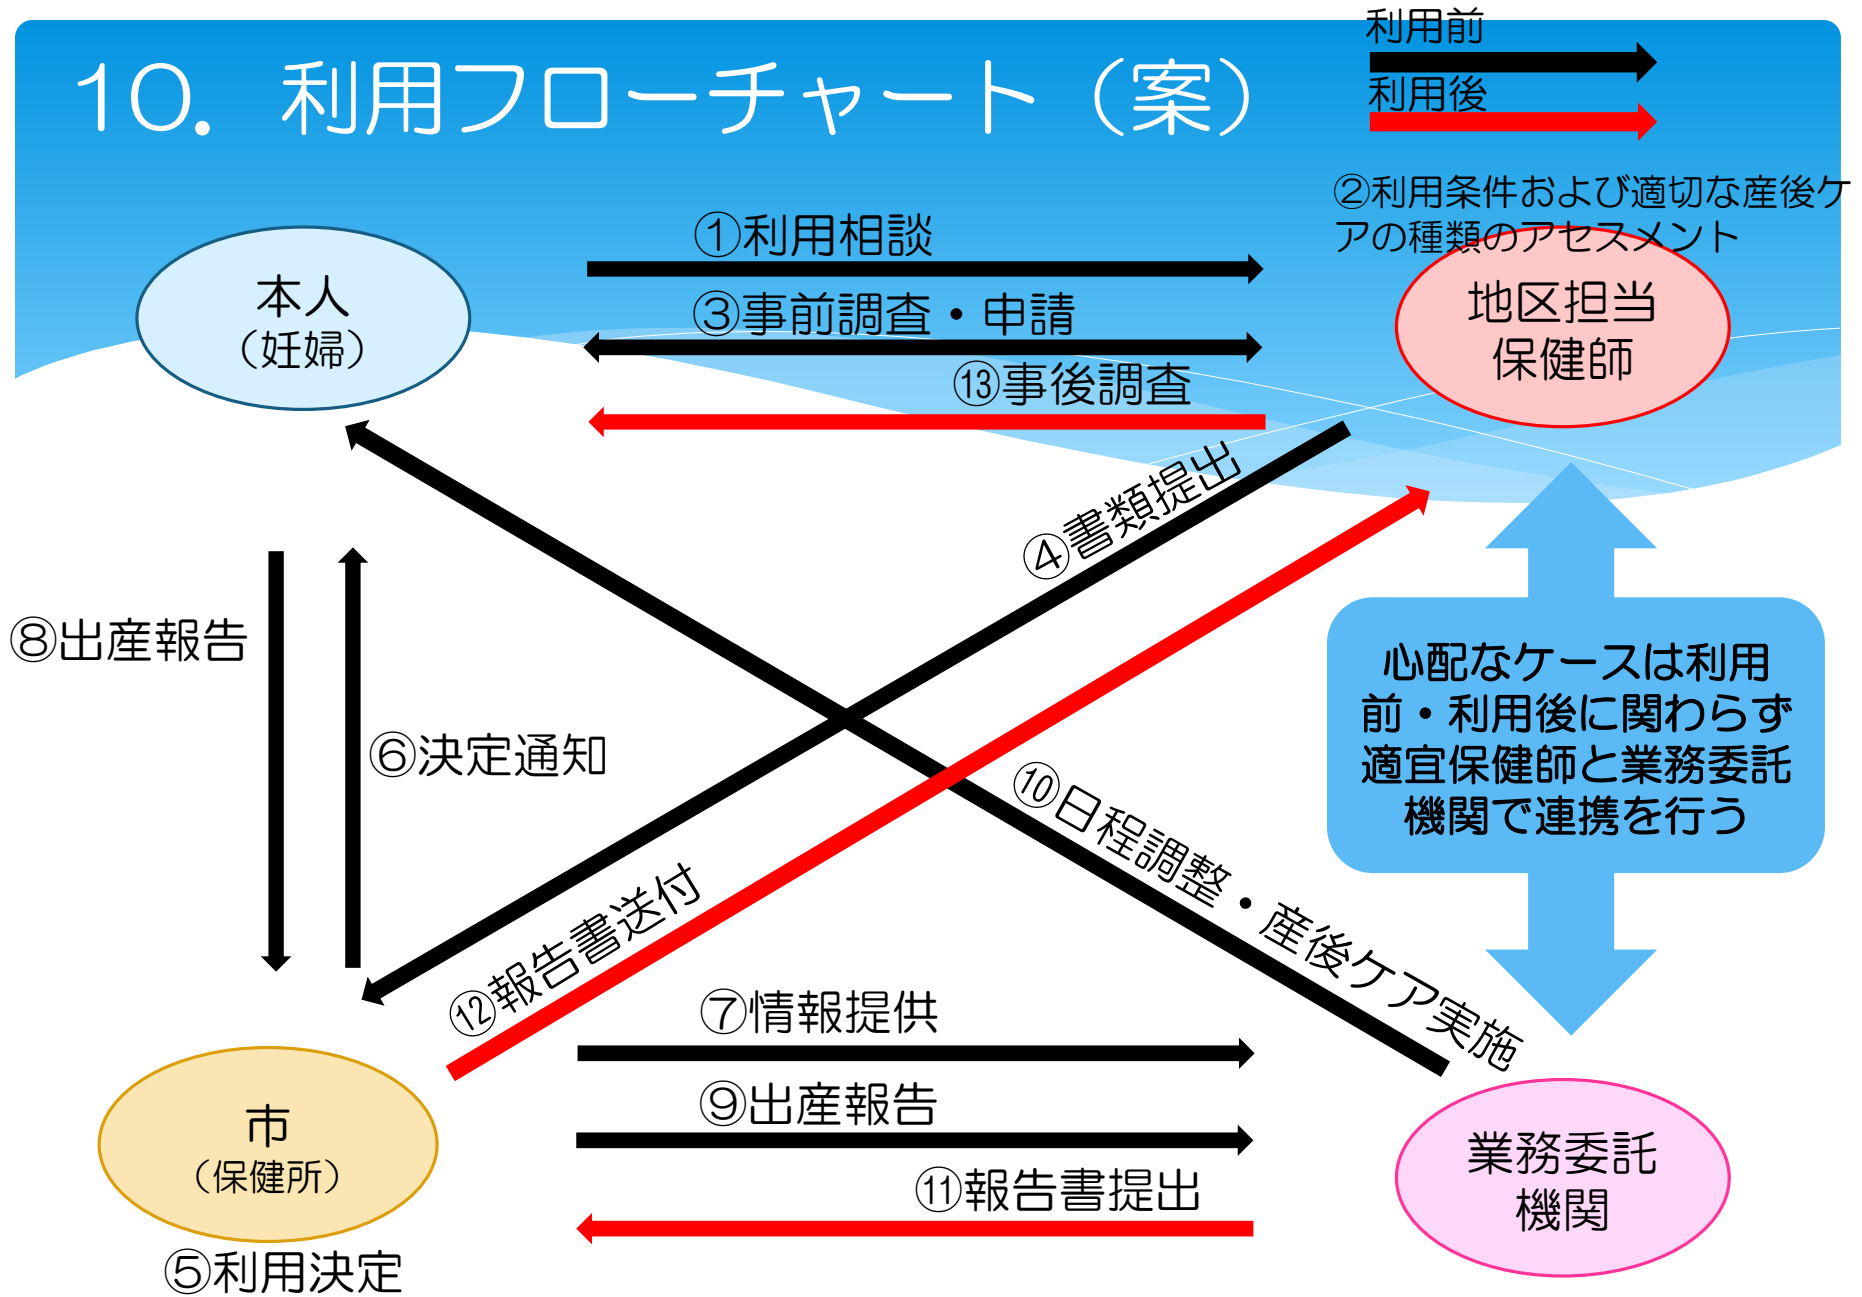 10. 利用フローチャート（案）
利用前
利用後
②利用条件および適切な産後ケ
アの種類のアセスメント
①利用相談
本人
（妊婦）
地区担当
保健師
③事前調査・申請
⑬事後調査
④書類提出
⑧出産報告
⑥決定通知
心配なケースは利用
前・利用後に関わらず
適宜保健師と業務委託
機関で連携を行う
⑩日程調整・産後ケア実施
⑫報告書送付
⑦情報提供
⑨出産報告
⑪報告書提出
市
（保健所）
⑤利用決定
業務委託
機関